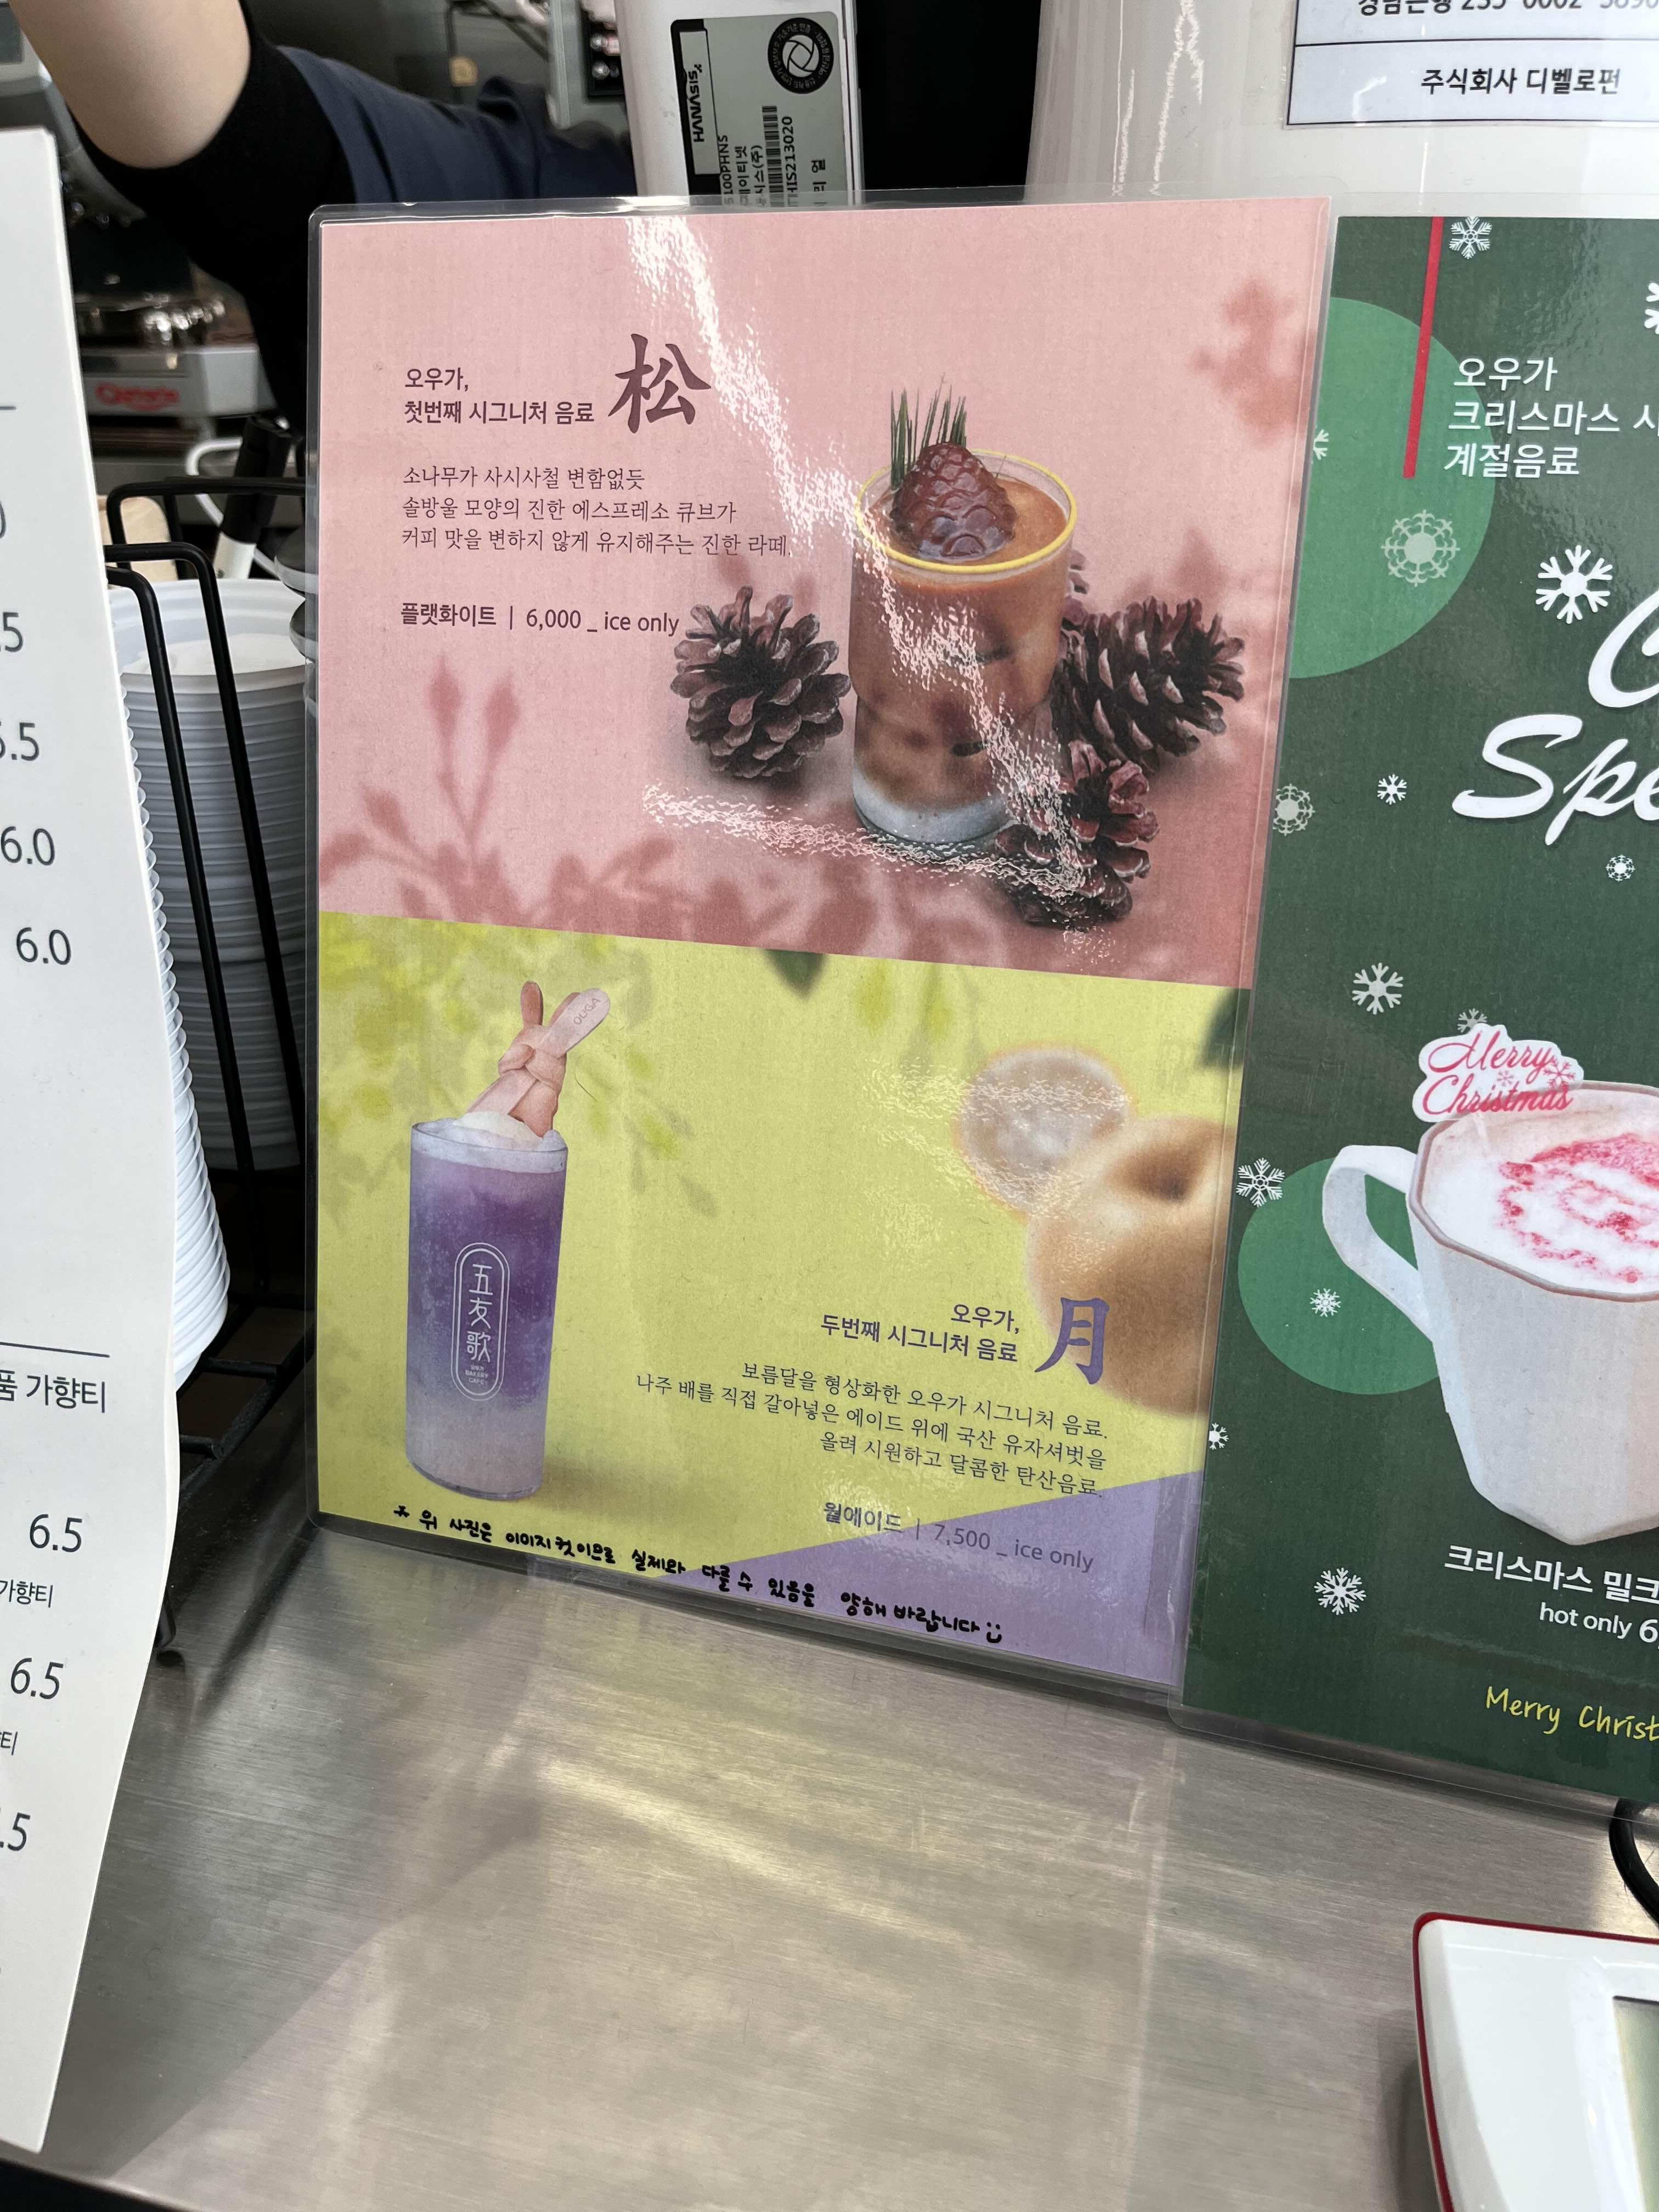 주식회사 디벨로펀
HANWHA
오우가,
첫번째 시그니처 음료
松
소나무가 사시사철 변함없듯
솔방울 모양의 진한 에스프레소 큐브가
커피 맛을 변하지 않게 유지해주는 진한 라떼.
플랫화이트 | 6,000 _ ice only
OUGA
五
友
歌
BAKERY
CAFE
오우가,
두번째 시그니처 음료
月
보름달을 형상화한 오우가 시그니처 음료.
나주 배를 직접 갈아넣은 에이드 위에 국산 유자셔벗을
올려 시원하고 달콤한 탄산음료.
월에이드 | 7,500 _ ice only
※ 위 사진은 이미지컷이므로 실제와 다를 수 있음을 양해 바랍니다
오우가
크리스마스
계절음료
Merry
Christmas
크리스마스
hot only
Merry
6.0
6.0
가향티
6.5
가향티
6.5